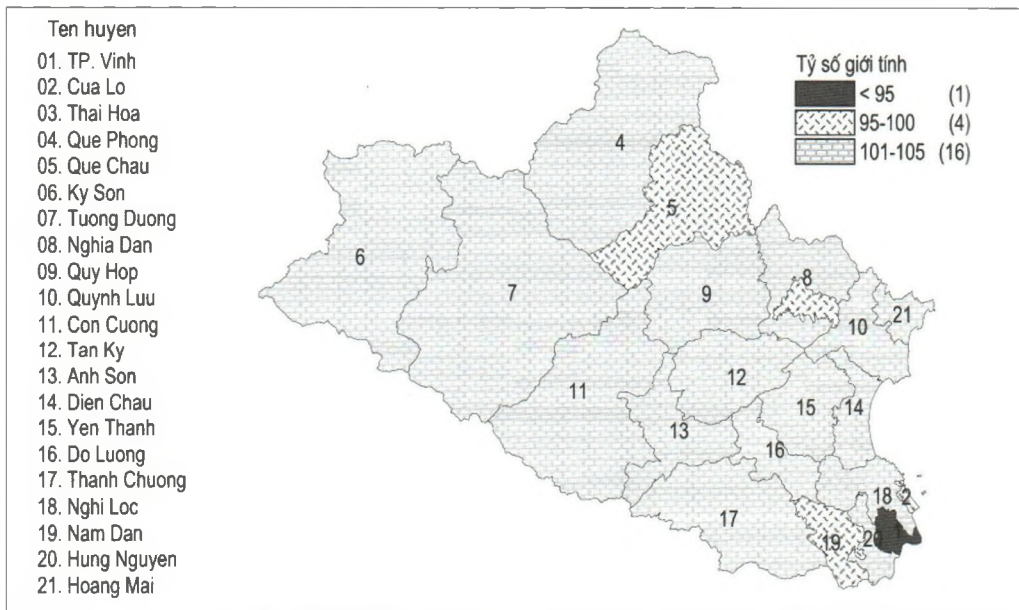 Ten huyen
01. TP. Vinh
02. Cua Lo
03. Thai Hoa
04. Que Phong
05. Que Chau
06. Ky Son
07. Tuong Duong
08. Nghia Dan
09. Quy Hop
10. Quynh Luu
11. Con Cuong
12. Tan Ky
13. Anh Son
14. Dien Chau
15. Yen Thanh
16. Do Luong
17. Thanh Chuong
18. Nghi Loc
19. Nam Dan
20. Hung Nguyen
21. Hoang Mai
Tỷ số giới tính
< 95 (1)
95-100 (4)
101-105 (16)
4
5
6
7
8
9
10
21
11
12
13
14
15
16
17
18
2
19
20
1